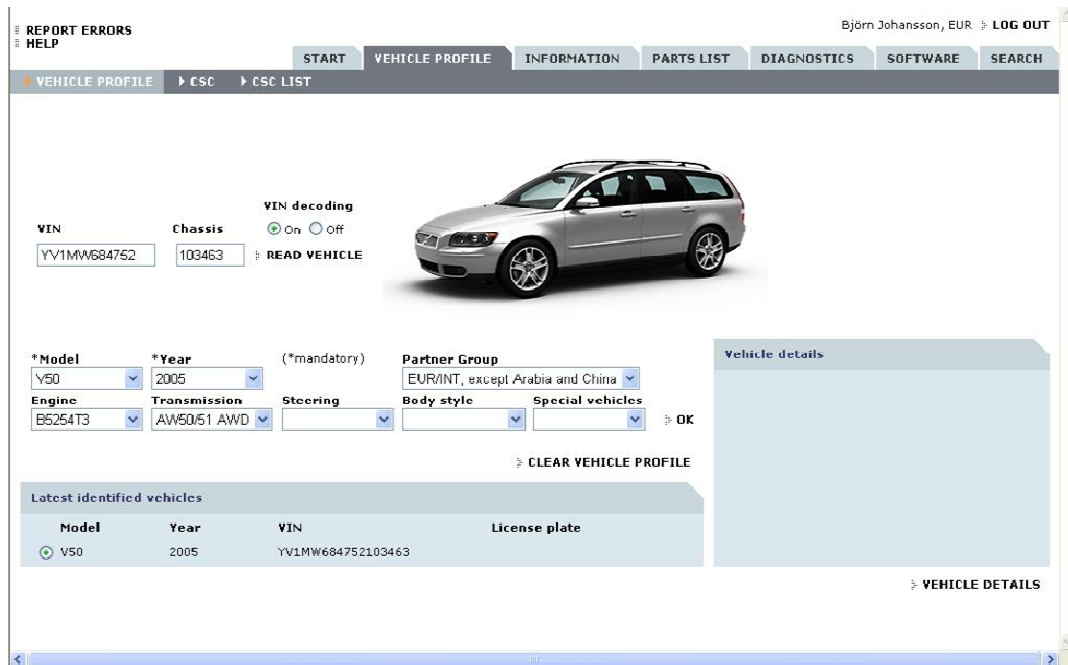 REPORT ERRORS
HELP
Björn Johansson, EUR LOG OUT
START VEHICLE PROFILE INFORMATION PARTS LIST DIAGNOSTICS SOFTWARE SEARCH
VEHICLE PROFILE CSC CSC LIST
VIN decoding
VIN Chassis On Off
YV1MW684752 103463 READ VEHICLE
*Model *Year (*mandatory) Partner Group
V50 2005 EUR/INT, except Arabia and China
Engine Transmission Steering Body style Special vehicles
B5254T3 AW50/51 AWD OK
CLEAR VEHICLE PROFILE
Vehicle details
Latest identified vehicles
Model Year VIN License plate
V50 2005 YV1MW684752103463
VEHICLE DETAILS